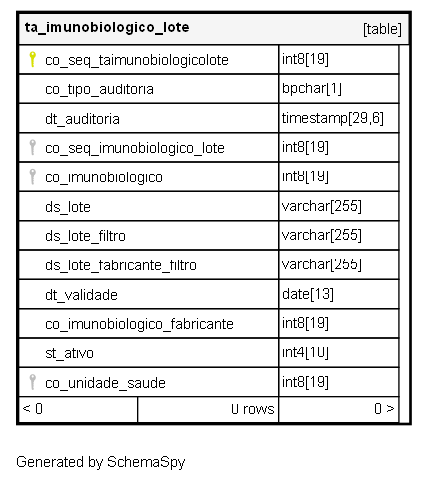 ta_imunobiologico_lote [table]
co_seq_taimunobiologicolote int8[19]
co_tipo_auditoria bpchar[1]
dt_auditoria timestamp[29,6]
co_seq_imunobiologico_lote int8[19]
co_imunobiologico int8[19]
ds_lote varchar[255]
ds_lote_filtro varchar[255]
ds_lote_fabricante_filtro varchar[255]
dt_validade date[13]
co_imunobiologico_fabricante int8[19]
st_ativo int4[10]
co_unidade_saude int8[19]
< 0 0 rows 0 >
Generated by SchemaSpy